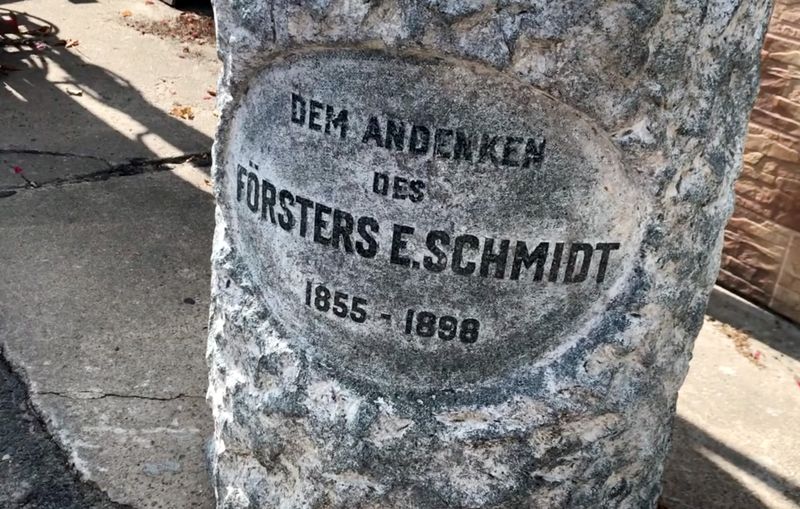 DEM ANDENKEN
DES
FÖRSTERS E.SCHMIDT
1855 - 1898